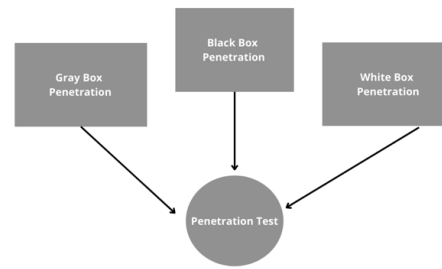 Gray Box
Penetration
Black Box
Penetration
White Box
Penetration
Penetration Test